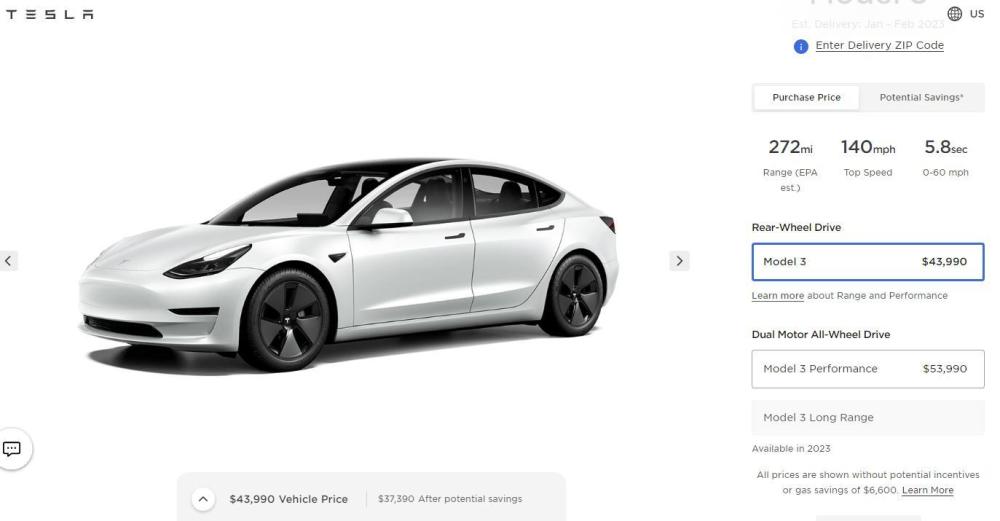 TESLA
Model 3
US
Est. Delivery: Jan - Feb 2023
Enter Delivery ZIP Code
Purchase Price Potential Savings*
272mi 140mph 5.8sec
Range (EPA est.) Top Speed 0-60 mph
Rear-Wheel Drive
Model 3 $43,990
Learn more about Range and Performance
Dual Motor All-Wheel Drive
Model 3 Performance $53,990
Model 3 Long Range
Available in 2023
All prices are shown without potential incentives
or gas savings of $6,600. Learn More
$43,990 Vehicle Price $37,390 After potential savings